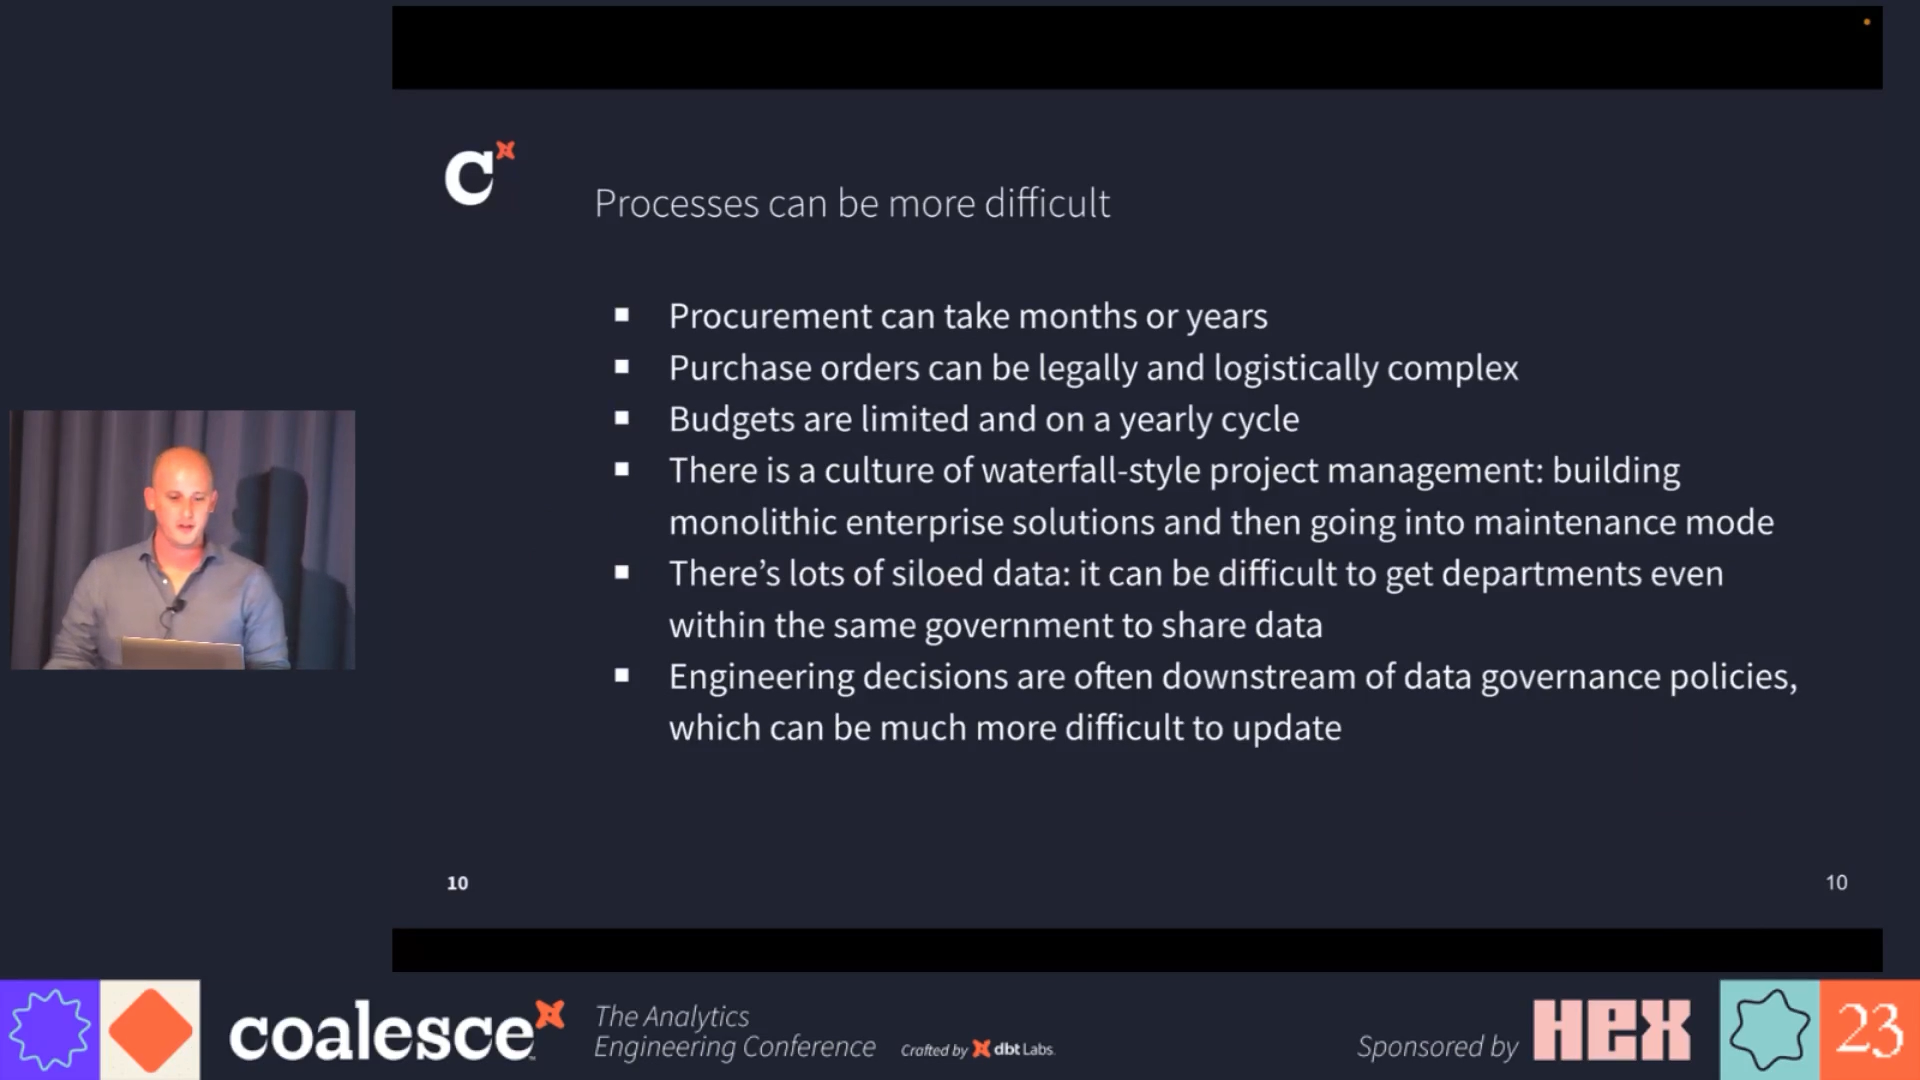 C
Processes can be more difficult
Procurement can take months or years
Purchase orders can be legally and logistically complex
Budgets are limited and on a yearly cycle
There is a culture of waterfall-style project management: building
monolithic enterprise solutions and then going into maintenance mode
There’s lots of siloed data: it can be difficult to get departments even
within the same government to share data
Engineering decisions are often downstream of data governance policies,
which can be much more difficult to update
10
10
coalesce
The Analytics
Engineering Conference
Crafted by dbt Labs
Sponsored by
HEX
23